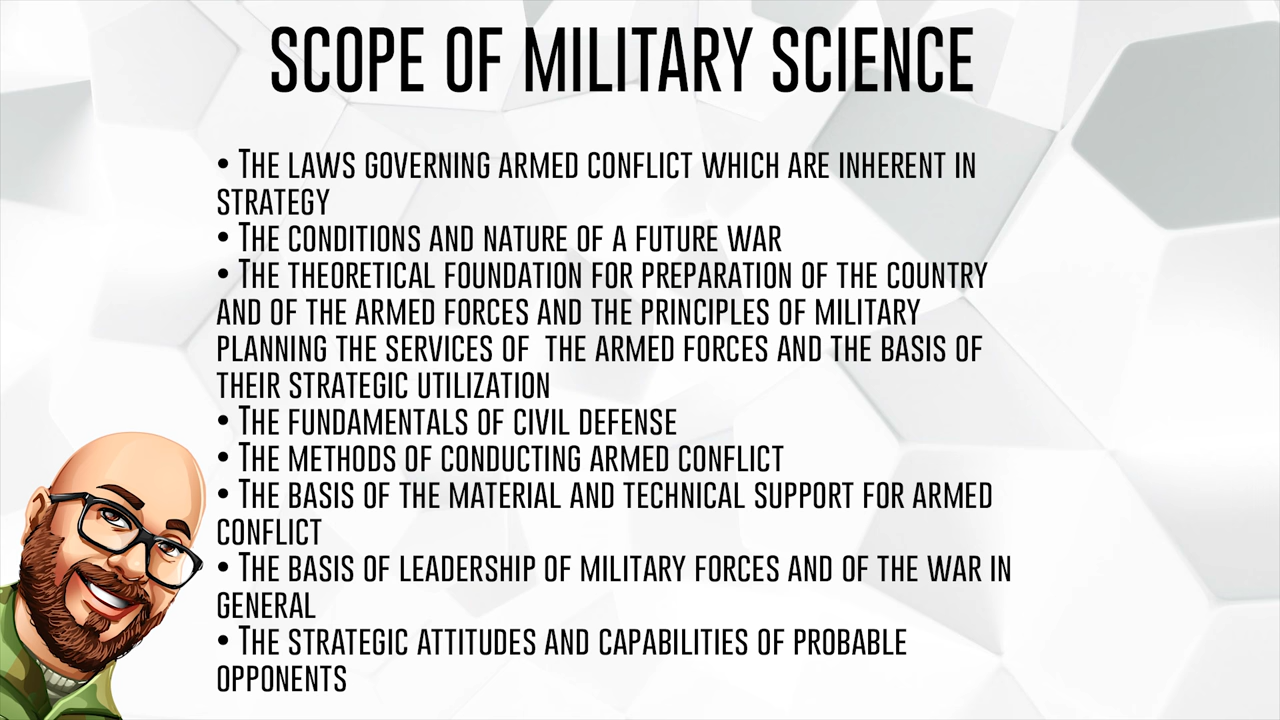 SCOPE OF MILITARY SCIENCE
• THE LAWS GOVERNING ARMED CONFLICT WHICH ARE INHERENT IN
STRATEGY
• THE CONDITIONS AND NATURE OF A FUTURE WAR
• THE THEORETICAL FOUNDATION FOR PREPARATION OF THE COUNTRY
AND OF THE ARMED FORCES AND THE PRINCIPLES OF MILITARY
PLANNING THE SERVICES OF  THE ARMED FORCES AND THE BASIS OF
THEIR STRATEGIC UTILIZATION
• THE FUNDAMENTALS OF CIVIL DEFENSE
• THE METHODS OF CONDUCTING ARMED CONFLICT
• THE BASIS OF THE MATERIAL AND TECHNICAL SUPPORT FOR ARMED
CONFLICT
• THE BASIS OF LEADERSHIP OF MILITARY FORCES AND OF THE WAR IN
GENERAL
• THE STRATEGIC ATTITUDES AND CAPABILITIES OF PROBABLE
OPPONENTS